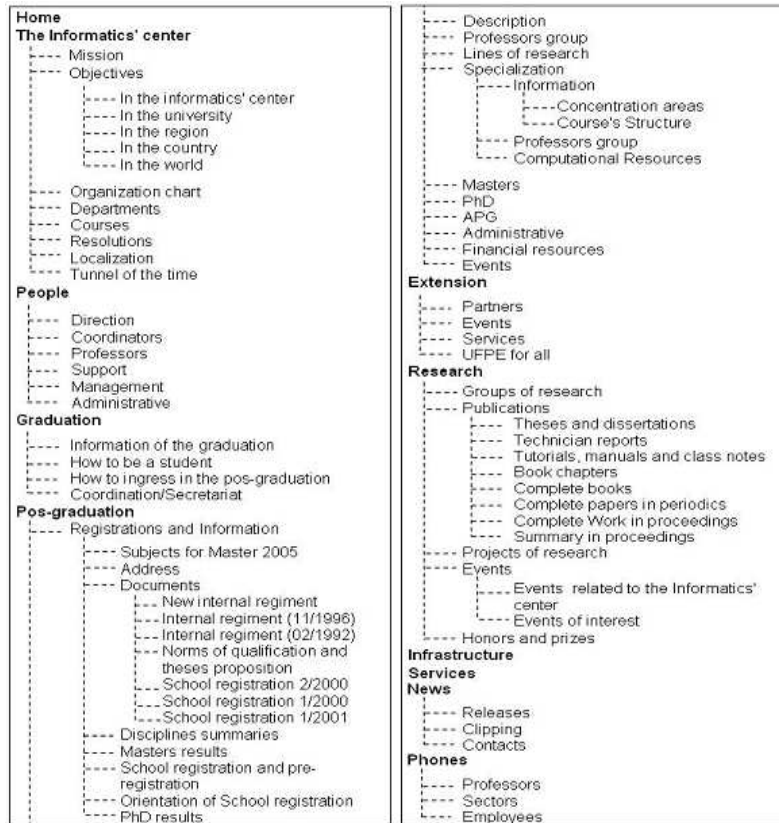 Home
The Informatics' center
Mission
Objectives
In the informatics' center
In the university
In the region
In the country
In the world
Organization chart
Departments
Courses
Resolutions
Localization
Tunnel of the time
People
Direction
Coordinators
Professors
Support
Management
Administrative
Graduation
Information of the graduation
How to be a student
How to ingress in the pos-graduation
Coordination/Secretariat
Pos-graduation
Registrations and Information
Subjects for Master 2005
Address
Documents
New internal regiment
Internal regiment (11/1996)
Internal regiment (02/1992)
Norms of qualification and
theses proposition
School registration 2/2000
School registration 1/2000
School registration 1/2001
Disciplines summaries
Masters results
School registration and pre-
registration
Orientation of School registration
PhD results
Description
Professors group
Lines of research
Specialization
Information
Concentration areas
Course's Structure
Professors group
Computational Resources
Masters
PhD
APG
Administrative
Financial resources
Events
Extension
Partners
Events
Services
UFPE for all
Research
Groups of research
Publications
Theses and dissertations
Technician reports
Tutorials, manuals and class notes
Book chapters
Complete books
Complete papers in periodics
Complete Work in proceedings
Summary in proceedings
Projects of research
Events
Events related to the Informatics'
center
Events of interest
Honors and prizes
Infrastructure
Services
News
Releases
Clipping
Contacts
Phones
Professors
Sectors
Employees